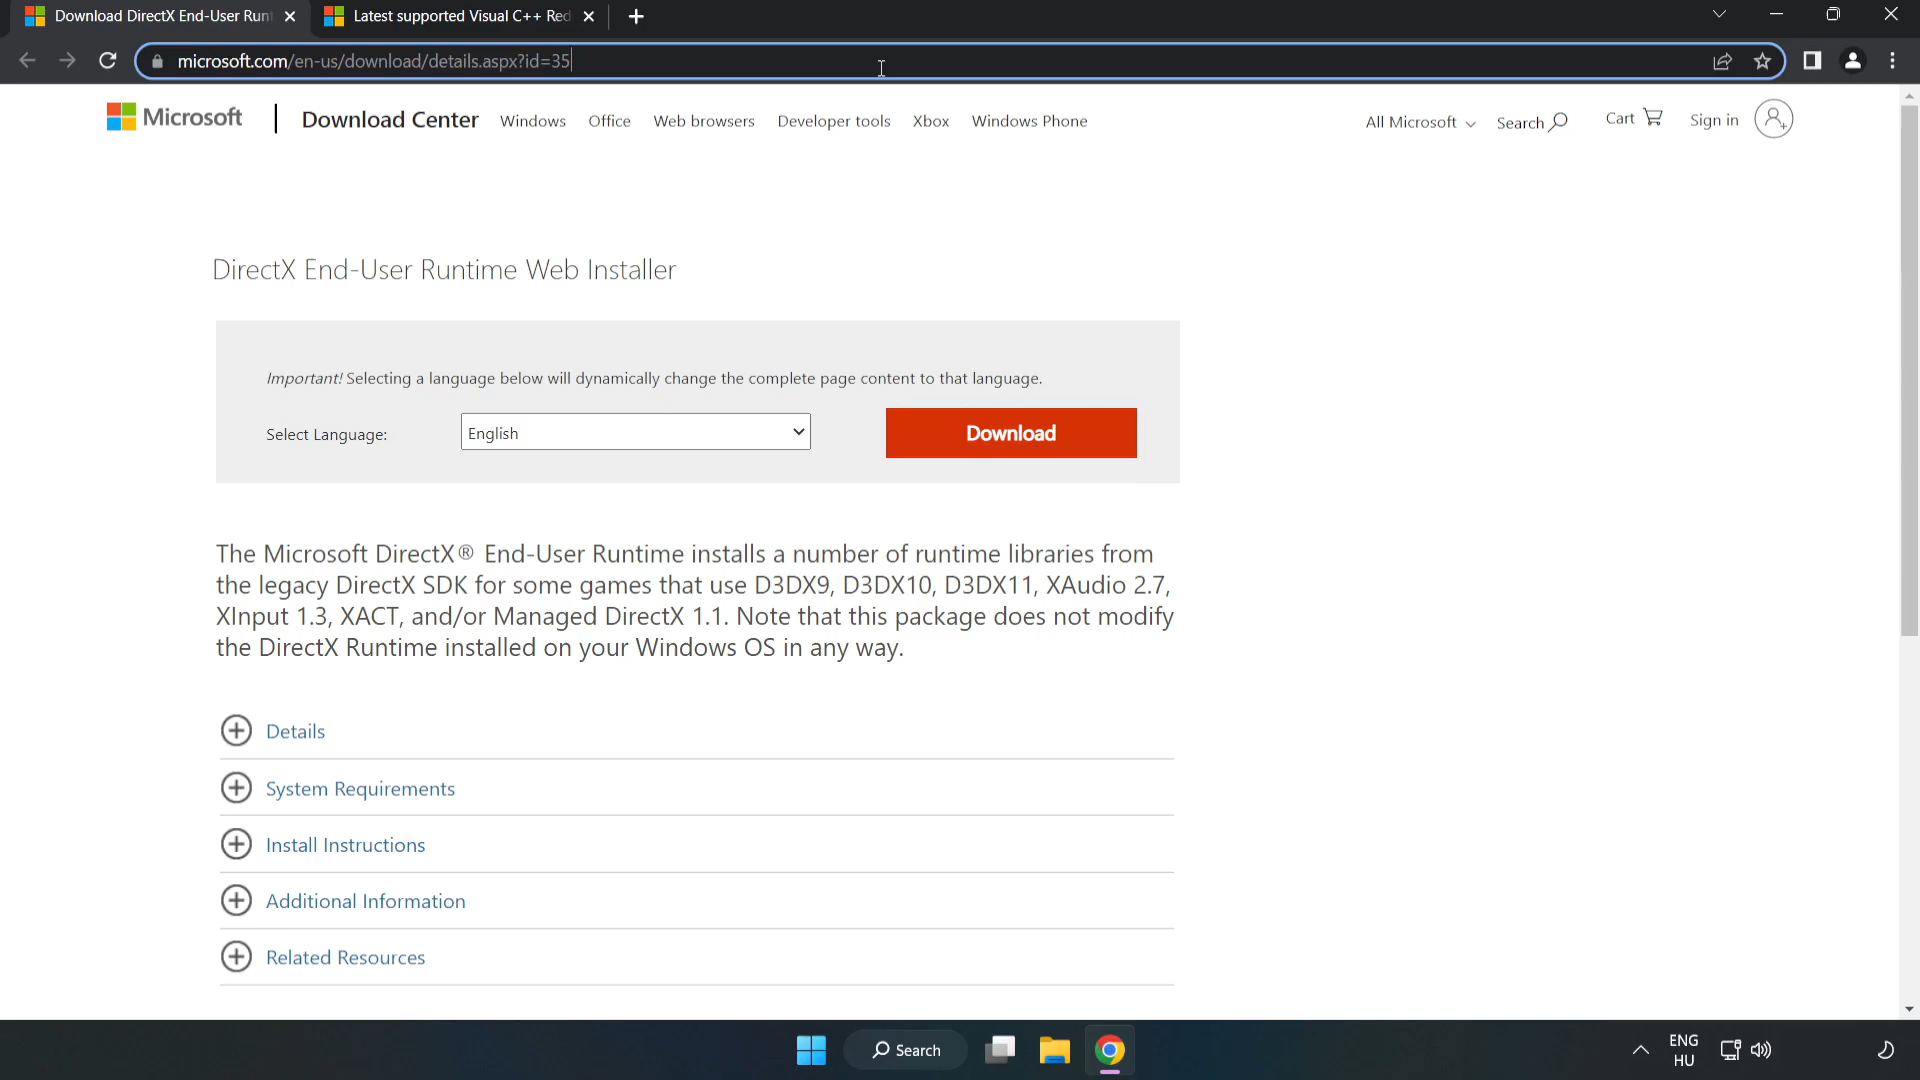 Download DirectX End-User Runt
Latest supported Visual C++ Red
microsoft.com/en-us/download/details.aspx?id=35
Microsoft
Download Center
Windows
Office
Web browsers
Developer tools
Xbox
Windows Phone
All Microsoft
Search
Cart
Sign in
DirectX End-User Runtime Web Installer
Important! Selecting a language below will dynamically change the complete page content to that language.
Select Language:
English
Download
The Microsoft DirectX® End-User Runtime installs a number of runtime libraries from
the legacy DirectX SDK for some games that use D3DX9, D3DX10, D3DX11, XAudio 2.7,
XInput 1.3, XACT, and/or Managed DirectX 1.1. Note that this package does not modify
the DirectX Runtime installed on your Windows OS in any way.
Details
System Requirements
Install Instructions
Additional Information
Related Resources
Search
ENG
HU